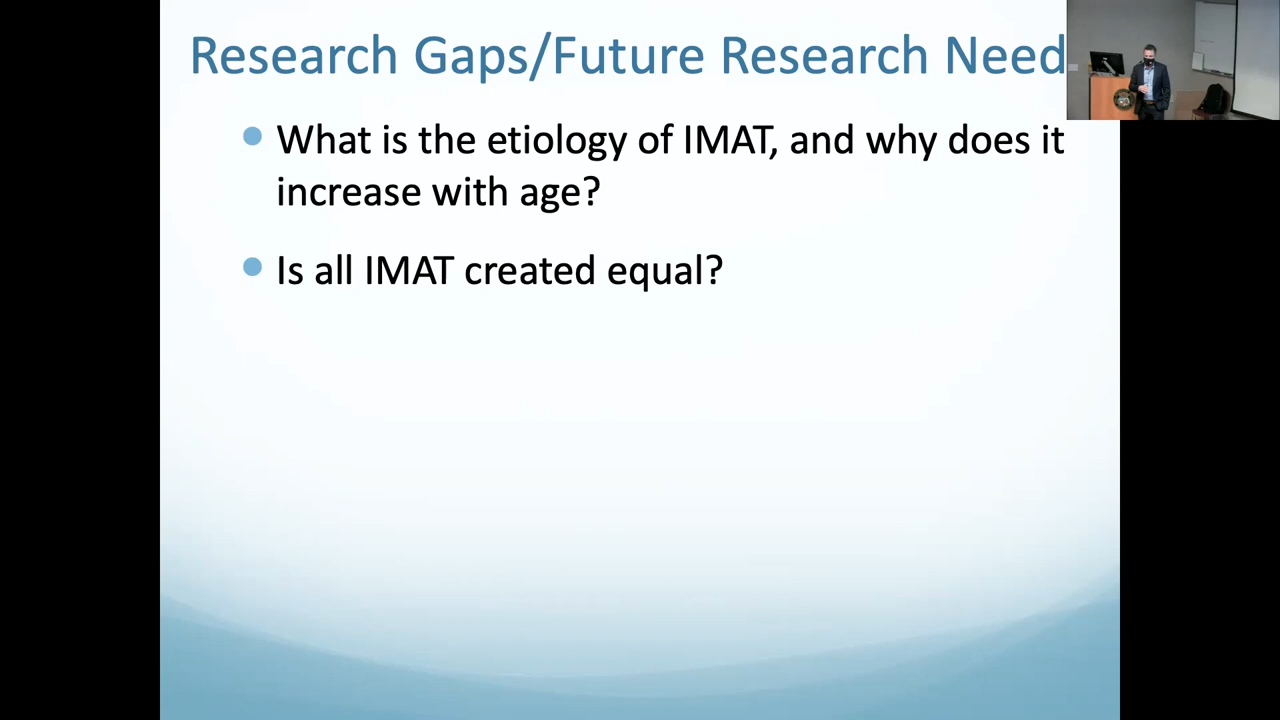 Research Gaps/Future Research Need
What is the etiology of IMAT, and why does it
increase with age?
Is all IMAT created equal?